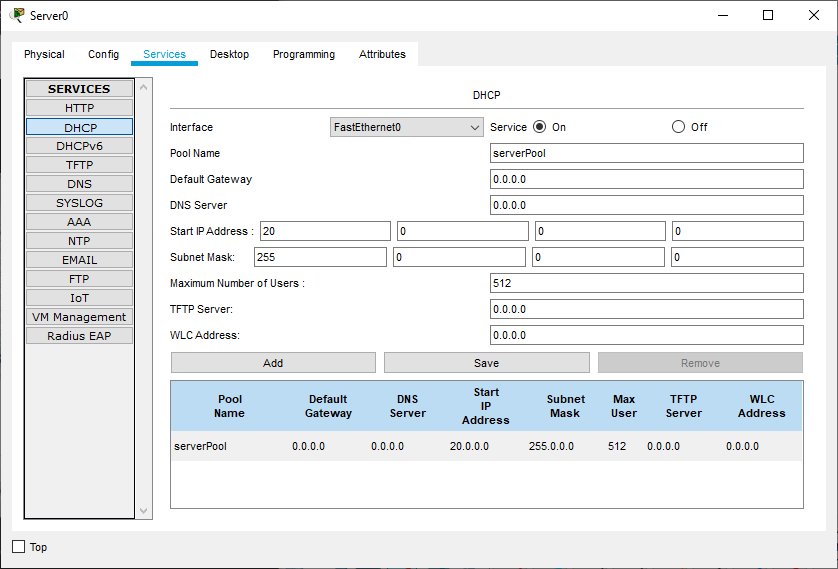 Server0
Physical Config Services Desktop Programming Attributes
SERVICES
HTTP
DHCP
DHCPv6
TFTP
DNS
SYSLOG
AAA
NTP
EMAIL
FTP
IoT
VM Management
Radius EAP
DHCP
Interface FastEthernet0 Service On Off
Pool Name serverPool
Default Gateway 0.0.0.0
DNS Server 0.0.0.0
Start IP Address : 20 0 0 0
Subnet Mask: 255 0 0 0
Maximum Number of Users : 512
TFTP Server: 0.0.0.0
WLC Address: 0.0.0.0
Add Save Remove
Pool Name Default Gateway DNS Server Start IP Address Subnet Mask Max User TFTP Server WLC Address
serverPool 0.0.0.0 0.0.0.0 20.0.0.0 255.0.0.0 512 0.0.0.0 0.0.0.0
Top